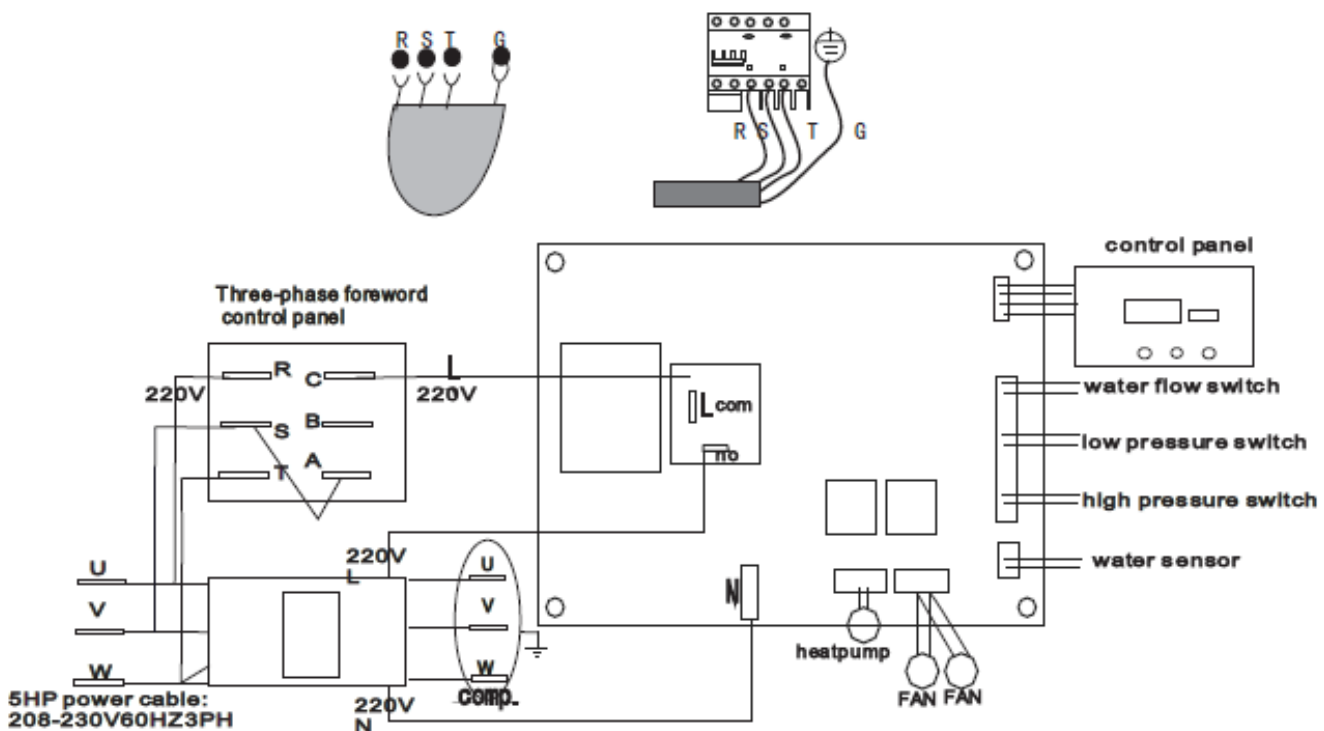 R S T G
R S T G
control panel
Three-phase foreword
control panel
R C
220V
L
220V
L com
B
S
water flow switch
A
T
no
low pressure switch
high pressure switch
220V
L
U
U
water sensor
V
V
N
W
W
heatpump
5HP power cable:
comp.
FAN FAN
208-230V60HZ3PH
220V
N